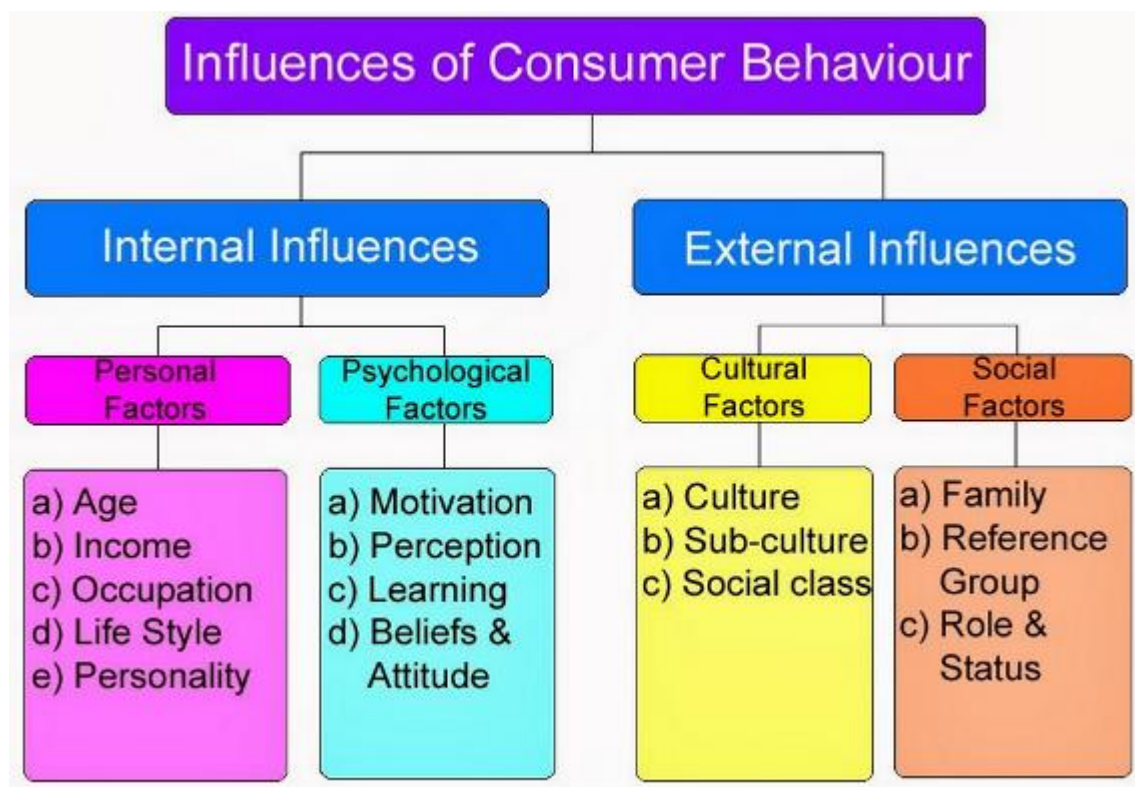 Influences of Consumer Behaviour
Internal Influences
External Influences
Personal
Factors
Psychological
Factors
Cultural
Factors
Social
Factors
a) Age
b) Income
c) Occupation
d) Life Style
e) Personality
a) Motivation
b) Perception
c) Learning
d) Beliefs &
Attitude
a) Culture
b) Sub-culture
c) Social class
a) Family
b) Reference
Group
c) Role &
Status